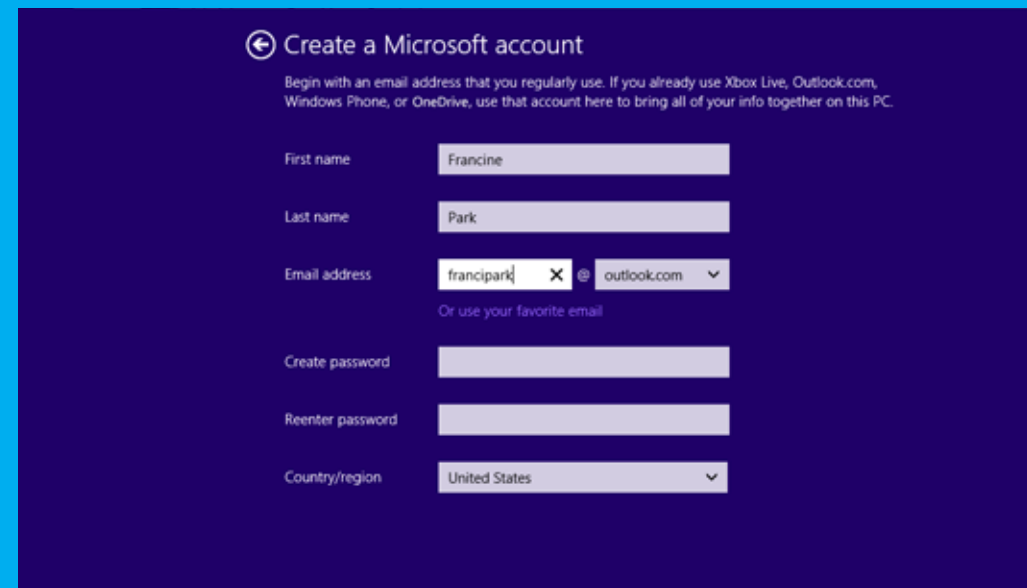 Create a Microsoft account
Begin with an email address that you regularly use. If you already use Xbox Live, Outlook.com,
Windows Phone, or OneDrive, use that account here to bring all of your info together on this PC.
First name Francine
Last name Park
Email address francipark @ outlook.com
Or use your favorite email
Create password
Reenter password
Country/region United States